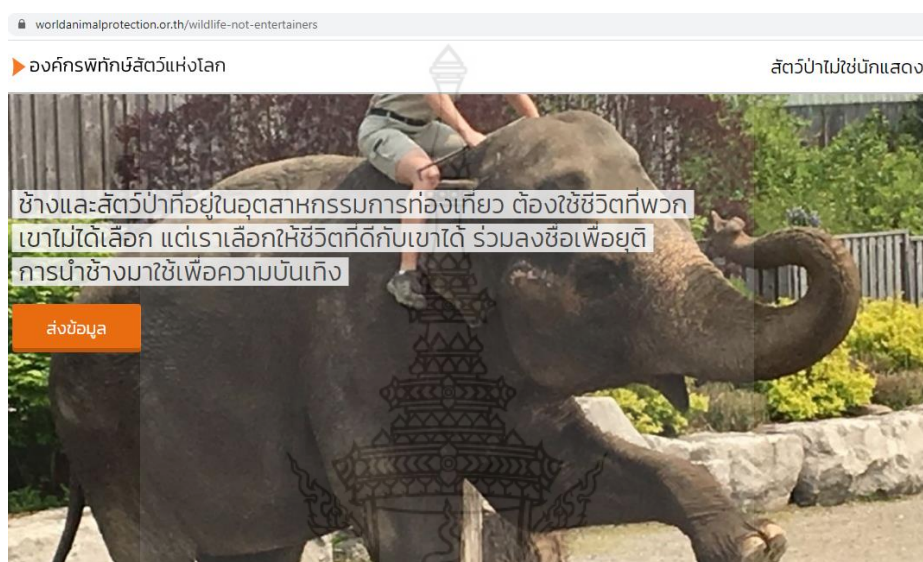 worldanimalprotection.or.th/wildlife-not-entertainers
องค์กรพิทักษ์สัตว์แห่งโลก
สัตว์ป่าไม่ใช่นักแสดง
ช้างและสัตว์ป่าที่อยู่ในอุตสาหกรรมการท่องเที่ยว ต้องใช้ชีวิตที่พวก
เขาไม่ได้เลือก แต่เราเลือกให้ชีวิตที่ดีกับเขาได้ ร่วมลงชื่อเพื่อยุติ
การนำช้างมาใช้เพื่อความบันเทิง
ส่งข้อมูล